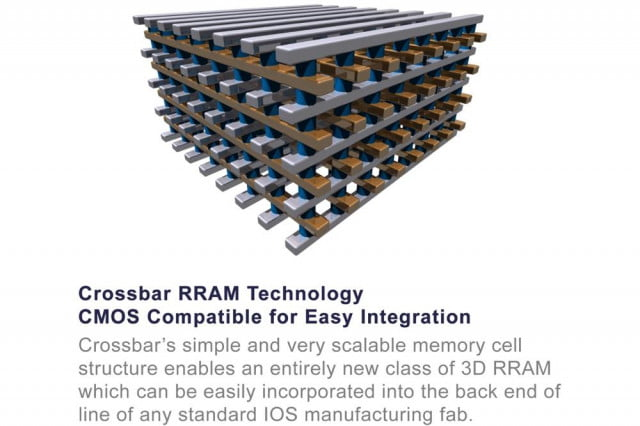 Crossbar RRAM Technology
CMOS Compatible for Easy Integration
Crossbar's simple and very scalable memory cell
structure enables an entirely new class of 3D RRAM
which can be easily incorporated into the back end of
line of any standard IOS manufacturing fab.